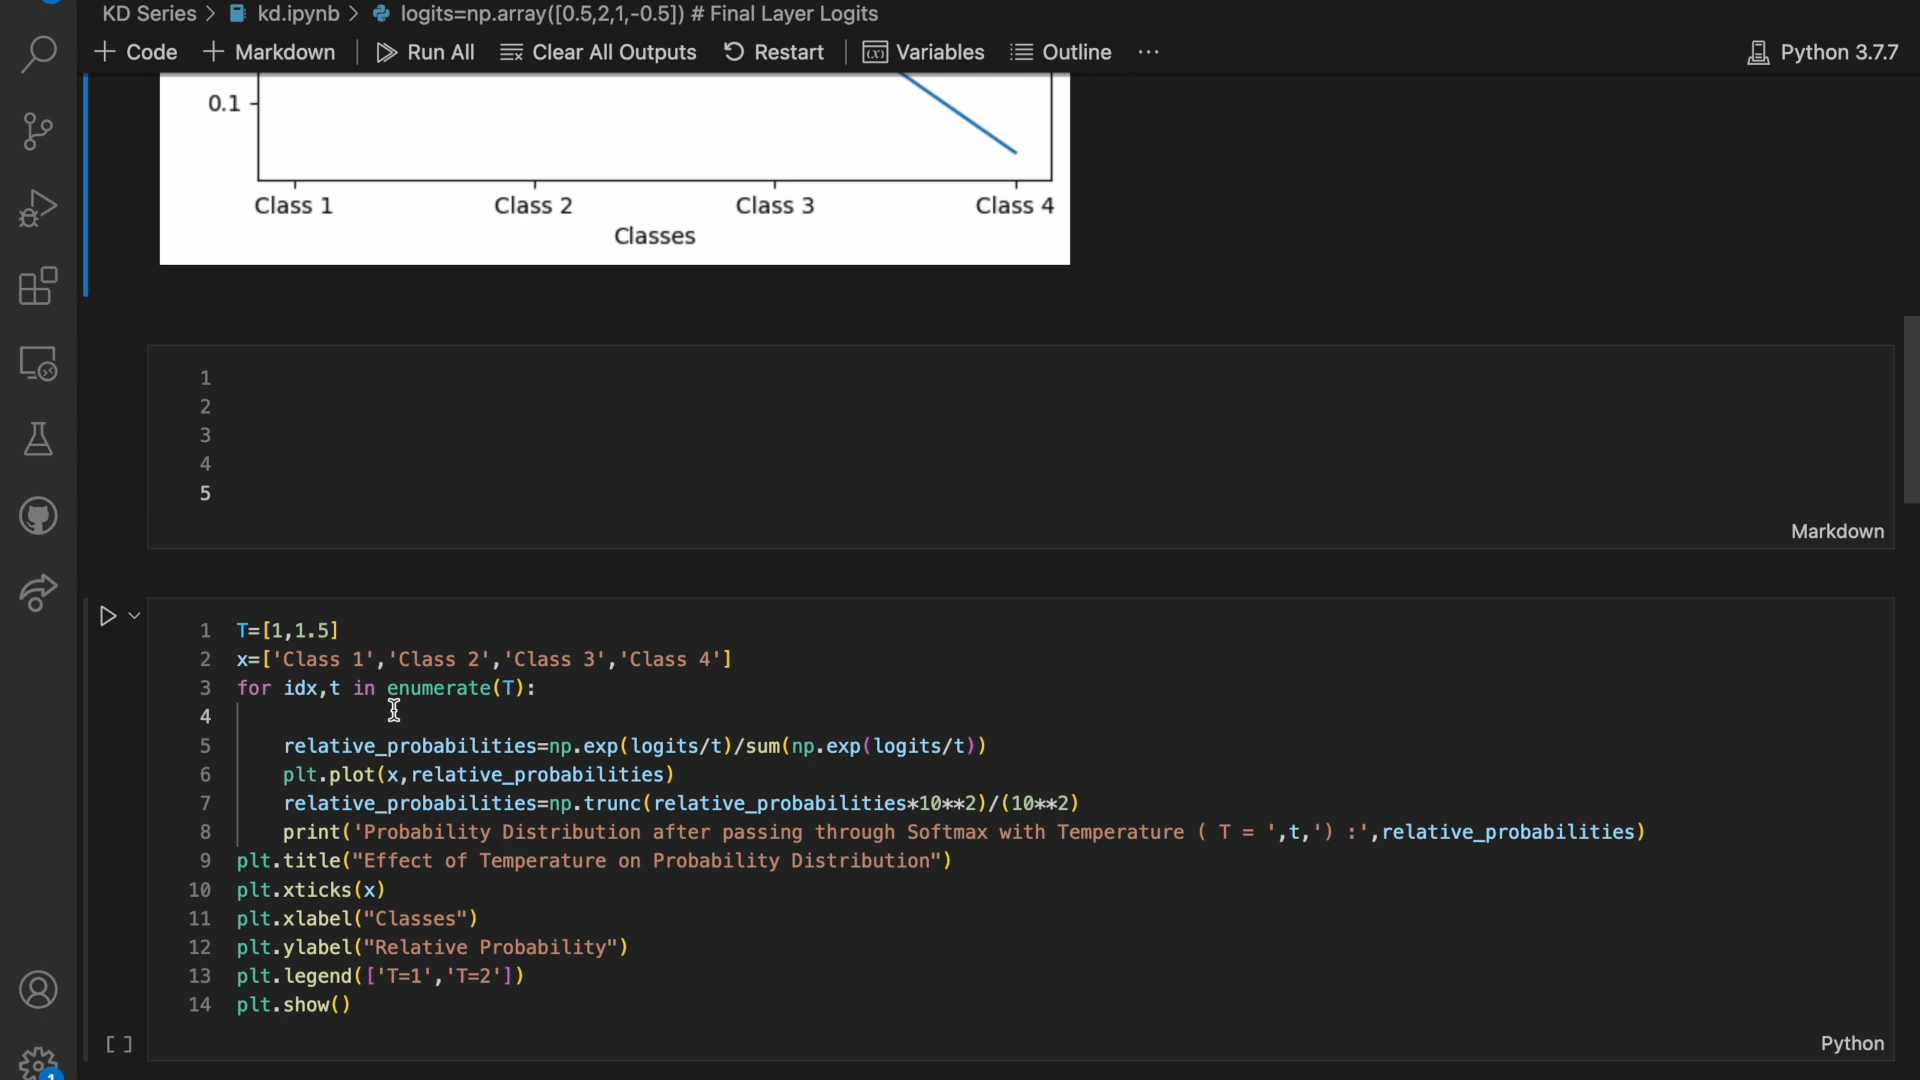 KD Series > kd.ipynb > logits=np.array([0.5,2,1,-0.5]) # Final Layer Logits
+ Code + Markdown Run All Clear All Outputs Restart Variables Outline ... Python 3.7.7
0.1
Class 1 Class 2 Class 3 Class 4
Classes
1
2
3
4
5
Markdown
1 T=[1,1.5]
2 x=['Class 1','Class 2','Class 3','Class 4']
3 for idx,t in enumerate(T):
4
5 relative_probabilities=np.exp(logits/t)/sum(np.exp(logits/t))
6 plt.plot(x,relative_probabilities)
7 relative_probabilities=np.trunc(relative_probabilities*10**2)/(10**2)
8 print('Probability Distribution after passing through Softmax with Temperature ( T = ',t,') :',relative_probabilities)
9 plt.title("Effect of Temperature on Probability Distribution")
10 plt.xticks(x)
11 plt.xlabel("Classes")
12 plt.ylabel("Relative Probability")
13 plt.legend(['T=1','T=2'])
14 plt.show()
[ ] Python
1